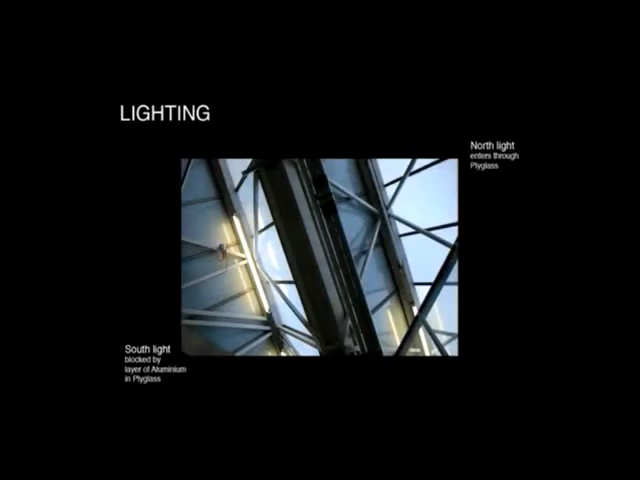 LIGHTING
North light
enters through
Plyglass
South light
blocked by
layer of Aluminium
in Plyglass